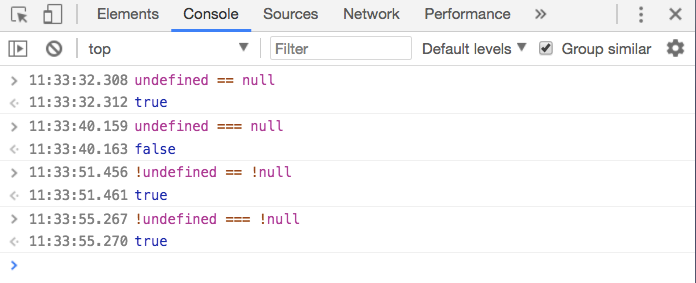 Elements Console Sources Network Performance »
top Filter Default levels Group similar
11:33:32.308 undefined == null
11:33:32.312 true
11:33:40.159 undefined === null
11:33:40.163 false
11:33:51.456 !undefined == !null
11:33:51.461 true
11:33:55.267 !undefined === !null
11:33:55.270 true